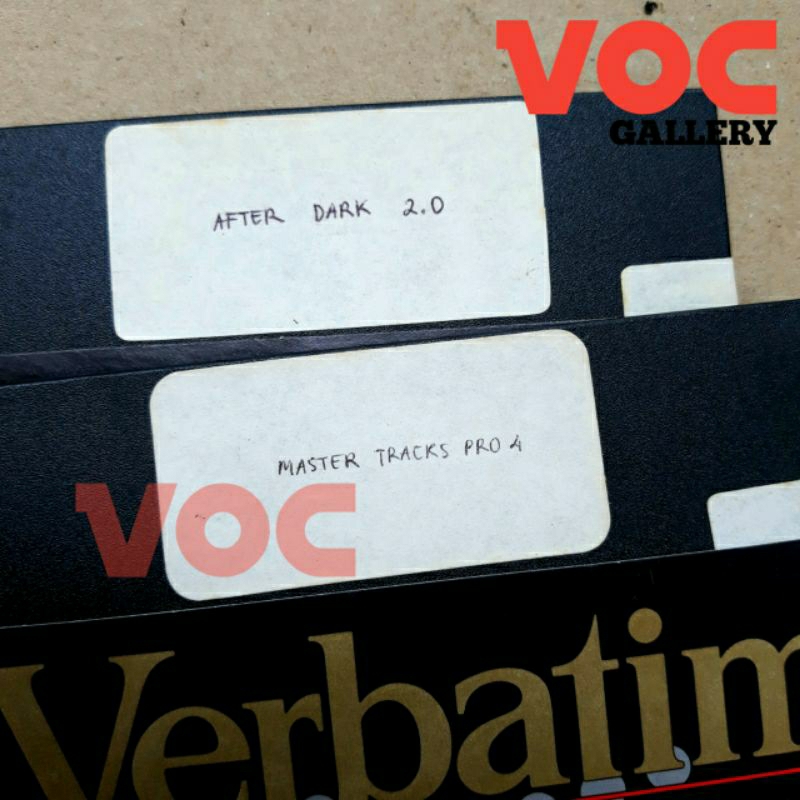 VOC
GALLERY
AFTER DARK 2.0
MASTER TRACKS PRO 4
VOC
Verbatim